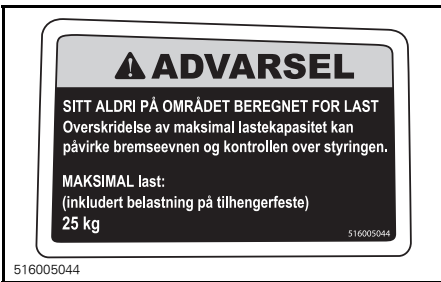 ADVARSEL
SITT ALDRI PÅ OMRÅDET BEREGNET FOR LAST
Overskridelse av maksimal lastekapasitet kan
påvirke bremseevnen og kontrollen over styringen.
MAKSIMAL last:
(inkludert belastning på tilhengerfeste)
25 kg
516005044
516005044